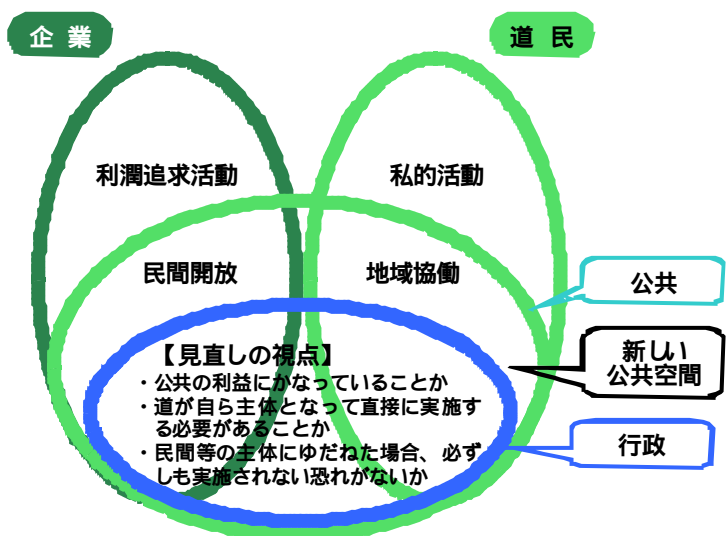 企 業
道 民
利潤追求活動
私的活動
民間開放
地域協働
公共
新しい
公共空間
行政
【見直しの視点】
・公共の利益にかなっていることか
・道が自ら主体となって直接に実施す
る必要があることか
・民間等の主体にゆだねた場合、必ず
しも実施されない恐れがないか